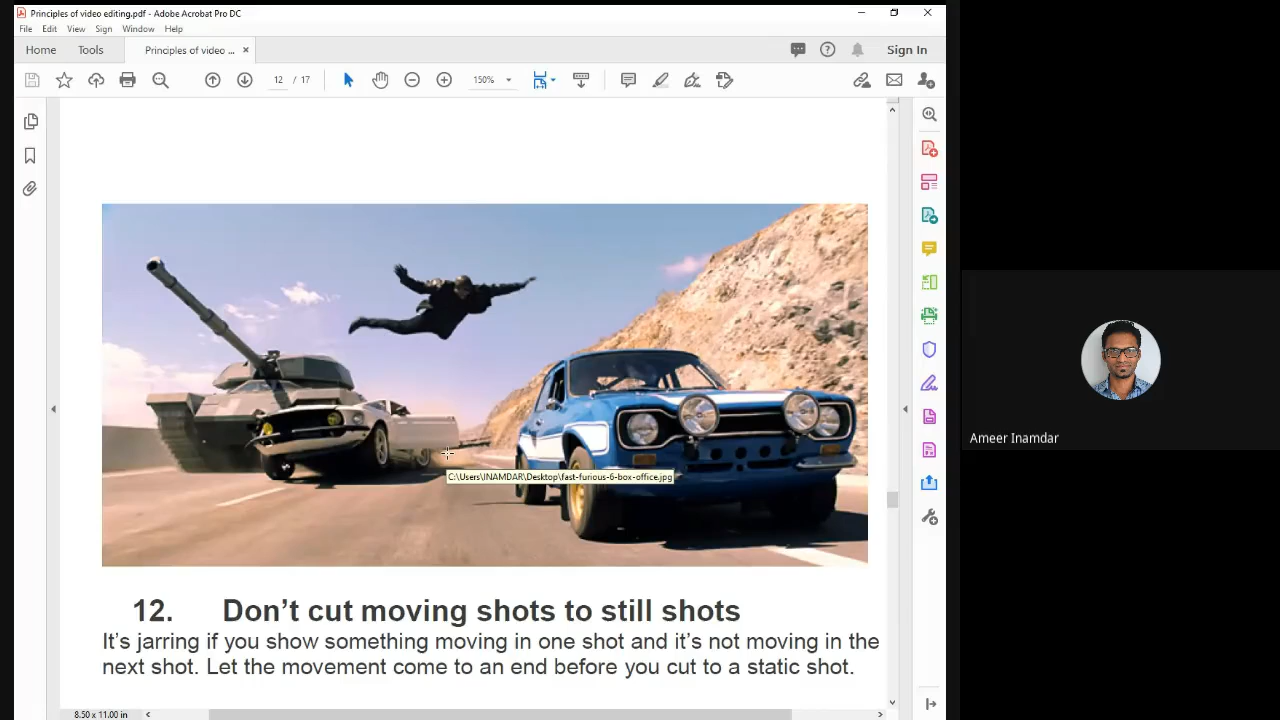 Principles of video editing.pdf - Adobe Acrobat Pro DC
File Edit View Sign Window Help
Home Tools Principles of video ... × Sign In
12 / 17 150%
C:\Users\INAMDAR\Desktop\fast-furious-6-box-office.jpg
Ameer Inamdar
12. Don’t cut moving shots to still shots
It’s jarring if you show something moving in one shot and it’s not moving in the
next shot. Let the movement come to an end before you cut to a static shot.
8.50 x 11.00 in